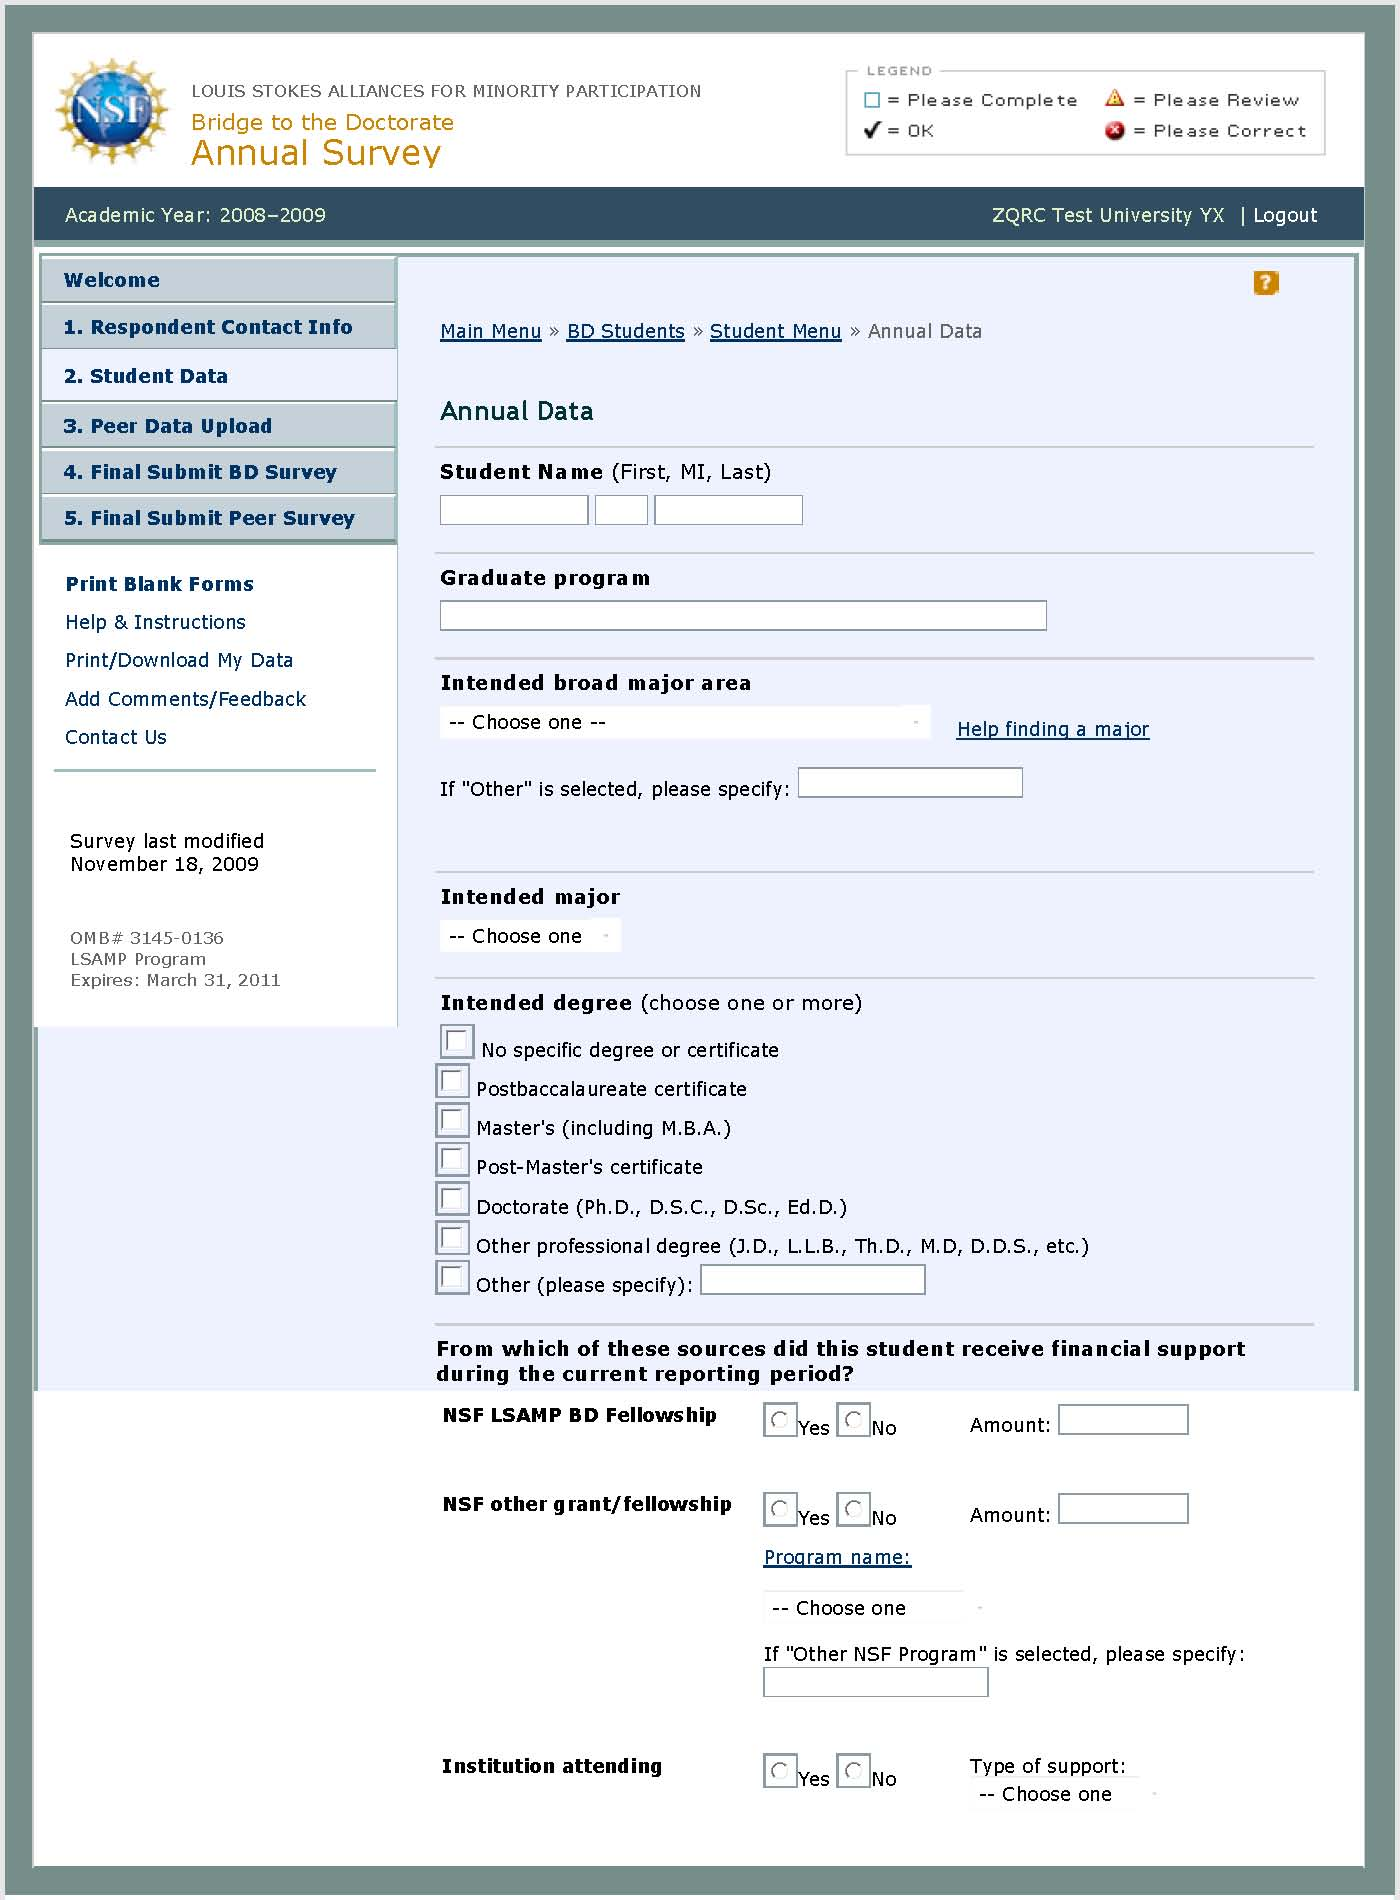 NSF
LOUIS STOKES ALLIANCES FOR MINORITY PARTICIPATION
Bridge to the Doctorate
Annual Survey
LEGEND
= Please Complete
= Please Review
= OK
= Please Correct
Academic Year: 2008–2009
ZQRC Test University YX | Logout
Welcome
1. Respondent Contact Info
2. Student Data
3. Peer Data Upload
4. Final Submit BD Survey
5. Final Submit Peer Survey
Print Blank Forms
Help & Instructions
Print/Download My Data
Add Comments/Feedback
Contact Us
Survey last modified
November 18, 2009
OMB# 3145-0136
LSAMP Program
Expires: March 31, 2011
?
Main Menu » BD Students » Student Menu » Annual Data
Annual Data
Student Name (First, MI, Last)
Graduate program
Intended broad major area
-- Choose one --
Help finding a major
If "Other" is selected, please specify:
Intended major
-- Choose one
Intended degree (choose one or more)
No specific degree or certificate
Postbaccalaureate certificate
Master's (including M.B.A.)
Post-Master's certificate
Doctorate (Ph.D., D.S.C., D.Sc., Ed.D.)
Other professional degree (J.D., L.L.B., Th.D., M.D, D.D.S., etc.)
Other (please specify):
From which of these sources did this student receive financial support
during the current reporting period?
NSF LSAMP BD Fellowship Yes No Amount:
NSF other grant/fellowship Yes No Amount:
Program name:
-- Choose one
If "Other NSF Program" is selected, please specify:
Institution attending Yes No Type of support:
-- Choose one